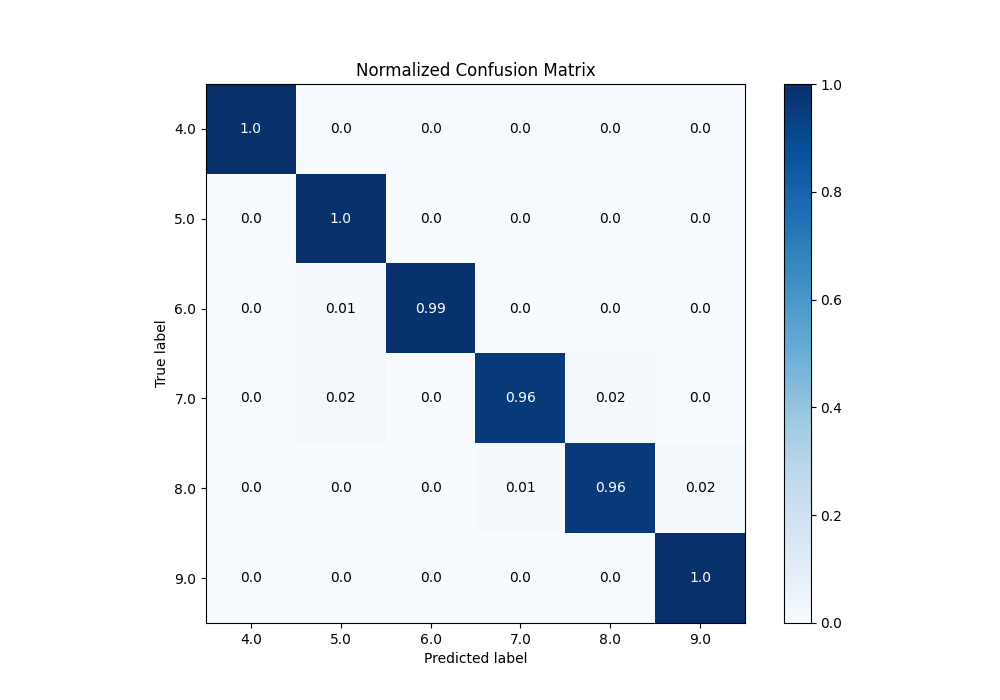 Normalized Confusion Matrix
True label
4.0 1.0 0.0 0.0 0.0 0.0 0.0
5.0 0.0 1.0 0.0 0.0 0.0 0.0
6.0 0.0 0.01 0.99 0.0 0.0 0.0
7.0 0.0 0.02 0.0 0.96 0.02 0.0
8.0 0.0 0.0 0.0 0.01 0.96 0.02
9.0 0.0 0.0 0.0 0.0 0.0 1.0
4.0 5.0 6.0 7.0 8.0 9.0
Predicted label
1.0
0.8
0.6
0.4
0.2
0.0